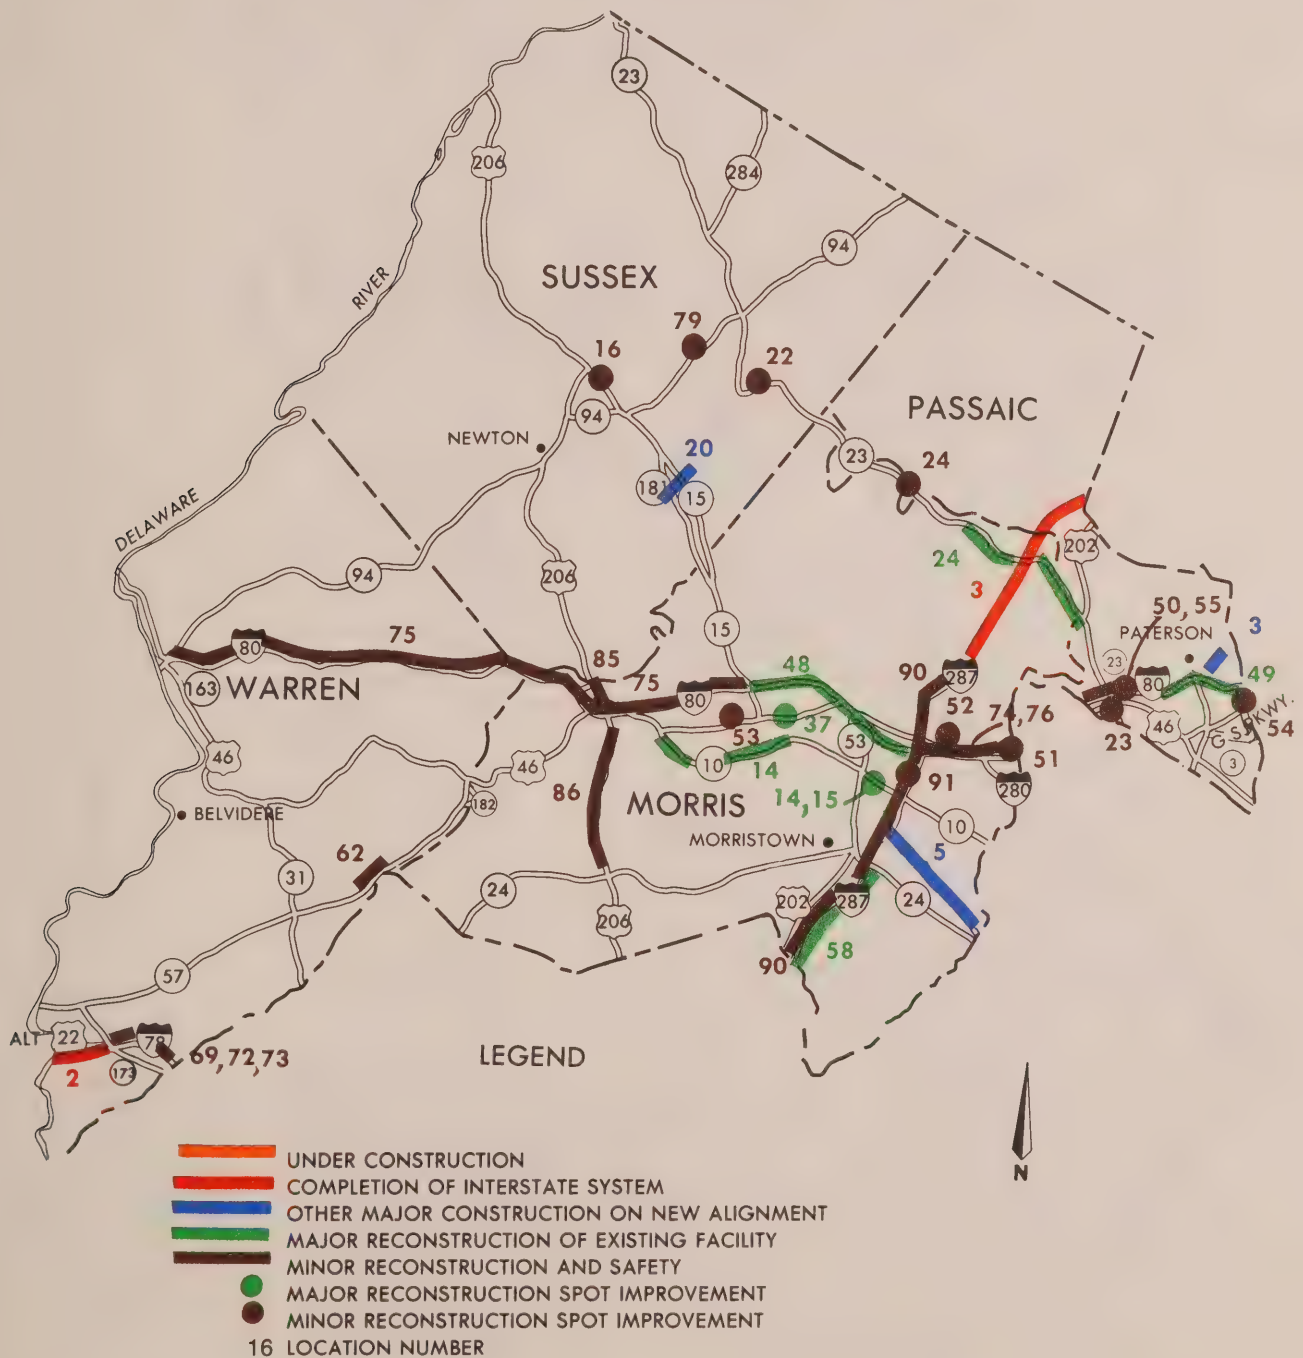 23
284
206
94
SUSSEX
RIVER
79
16
22
PASSAIC
94
NEWTON
20
23
24
181
15
DELAWARE
202
24
94
206
3
15
50, 55
PATERSON
3
75
80
85
90
287
23
80
49
163
WARREN
75
80
48
52
74, 76
46
G.S. PKWY.
54
53
37
53
51
23
3
46
46
10
14
91
280
86
MORRIS
14, 15
182
BELVIDERE
10
MORRISTOWN
5
62
31
24
202
287
24
206
58
90
57
ALT
22
78
69, 72, 73
2
173
LEGEND
N
UNDER CONSTRUCTION
COMPLETION OF INTERSTATE SYSTEM
OTHER MAJOR CONSTRUCTION ON NEW ALIGNMENT
MAJOR RECONSTRUCTION OF EXISTING FACILITY
MINOR RECONSTRUCTION AND SAFETY
MAJOR RECONSTRUCTION SPOT IMPROVEMENT
MINOR RECONSTRUCTION SPOT IMPROVEMENT
16 LOCATION NUMBER